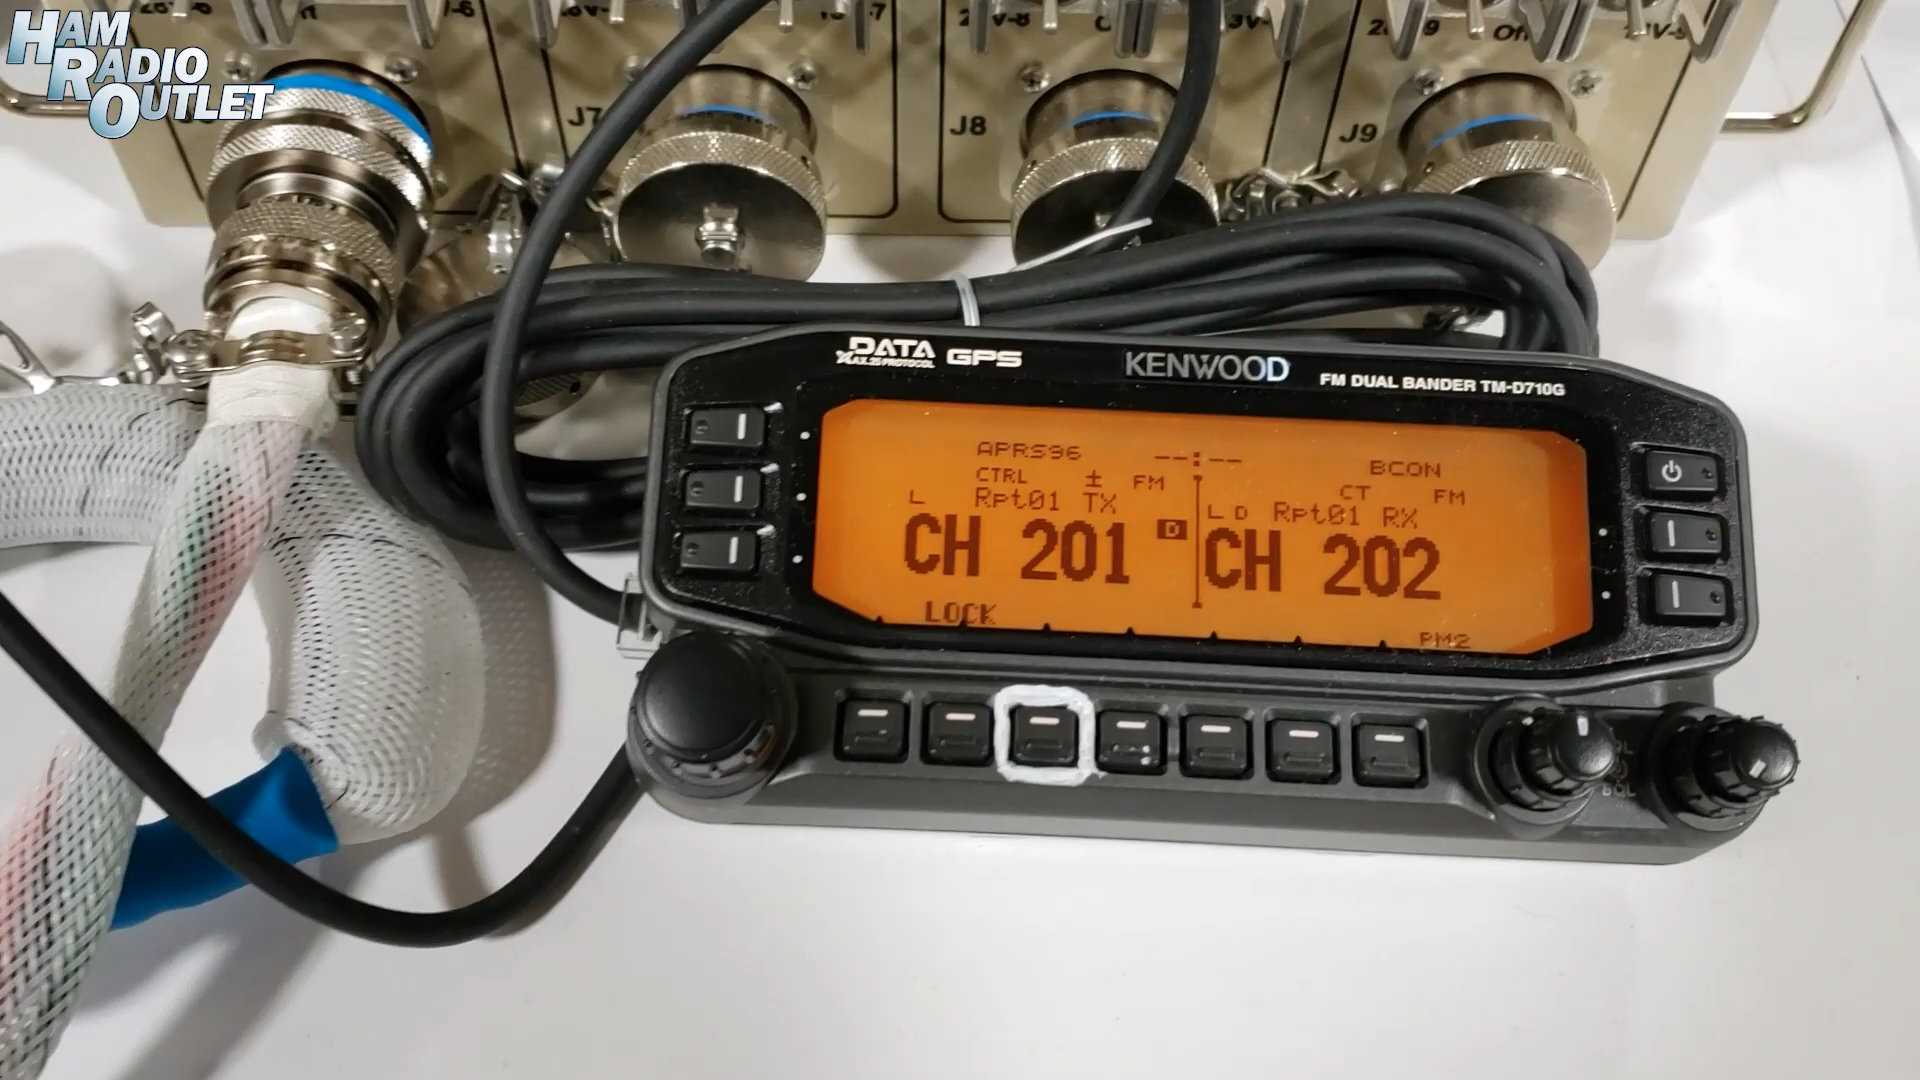 HAM
RADIO
OUTLET
J7
J8
J9
DATA
AX.25 PROTOCOL
GPS
KENWOOD
FM DUAL BANDER TM-D710G
APRS96
--:--
BCON
CTRL ± FM
CT FM
L Rpt01 TX
L D Rpt01 RX
CH 201
D
CH 202
LOCK
PM2